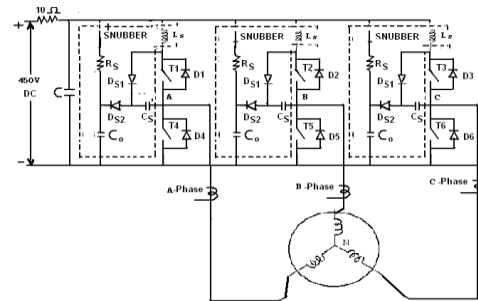 10Ω
+
SNUBBER
Ls
SNUBBER
Ls
SNUBBER
Ls
RS
DS1
T1
D1
RS
DS1
T2
D2
RS
DS1
T3
D3
450V
DC
C
A
B
C
DS2
CS
DS2
CS
DS2
CS
Co
T4
D4
Co
T5
D5
Co
T6
D6
–
A-Phase
B-Phase
C-Phase
N